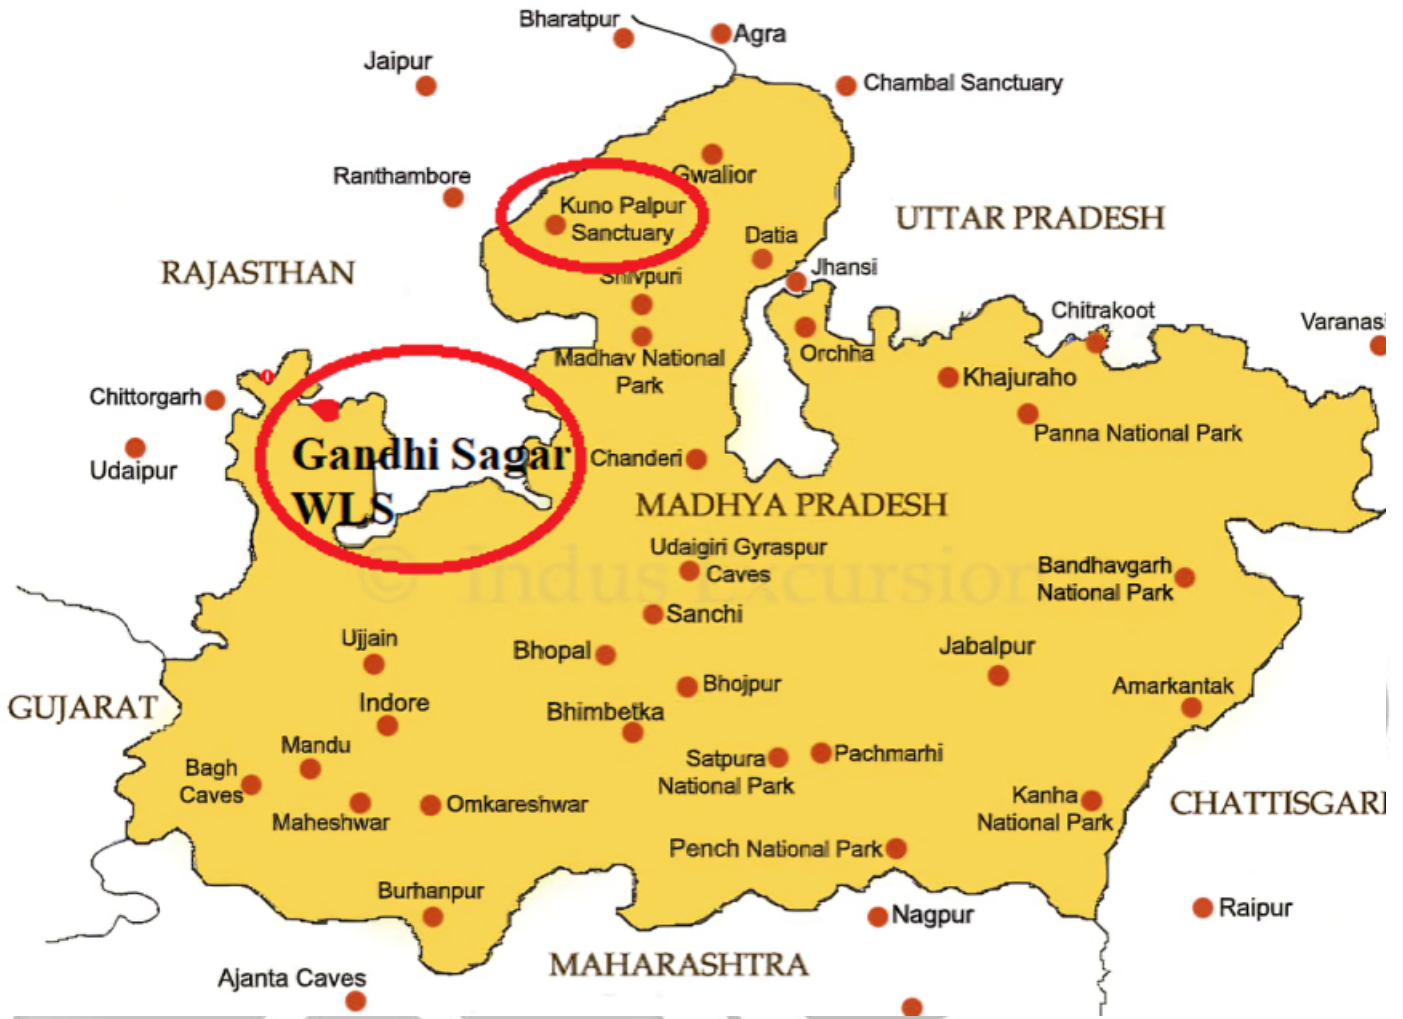 Bharatpur
Agra
Jaipur
Chambal Sanctuary
Gwalior
Ranthambore
Kuno Palpur
Sanctuary
UTTAR PRADESH
Datia
RAJASTHAN
Jhansi
Shivpuri
Chitrakoot
Varanasi
Madhav National
Park
Orchha
Khajuraho
Chittorgarh
Panna National Park
Gandhi Sagar
WLS
Chanderi
Udaipur
MADHYA PRADESH
Udaigiri Gyraspur
Caves
Bandhavgarh
National Park
© Indus Excursion
Sanchi
Ujjain
Bhopal
Jabalpur
Bhojpur
Amarkantak
GUJARAT
Indore
Bhimbetka
Mandu
Satpura
National Park
Pachmarhi
Bagh
Caves
Maheshwar
Omkareshwar
Kanha
National Park
CHATTISGAR
Pench National Park
Burhanpur
Nagpur
Raipur
MAHARASHTRA
Ajanta Caves